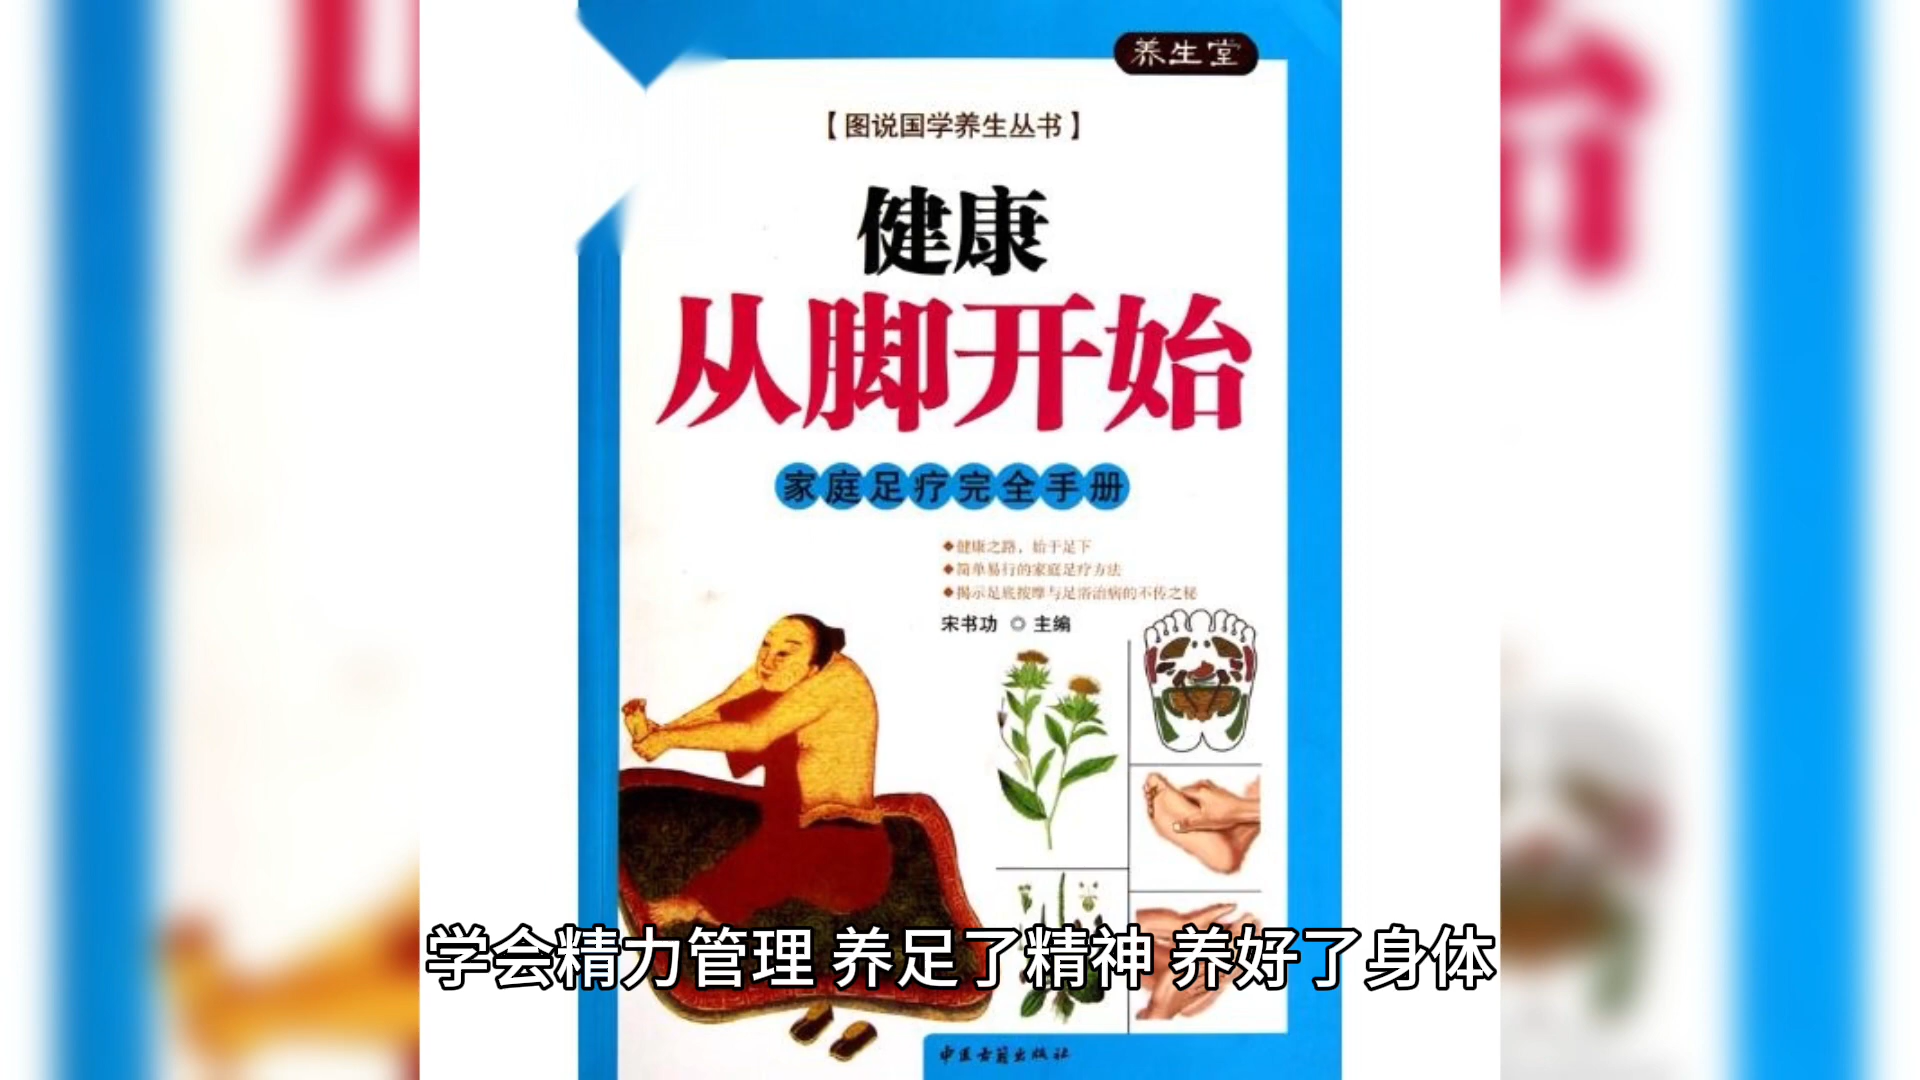 养生堂
【图说国学养生丛书】
健康
从脚开始
家庭足疗完全手册
◆健康之路，始于足下
◆简单易行的家庭足疗方法
◆揭示足底按摩与足浴治病的不传之秘
宋书功 ◎ 主编
学会精力管理 养足了精神 养好了身体
中医古籍出版社